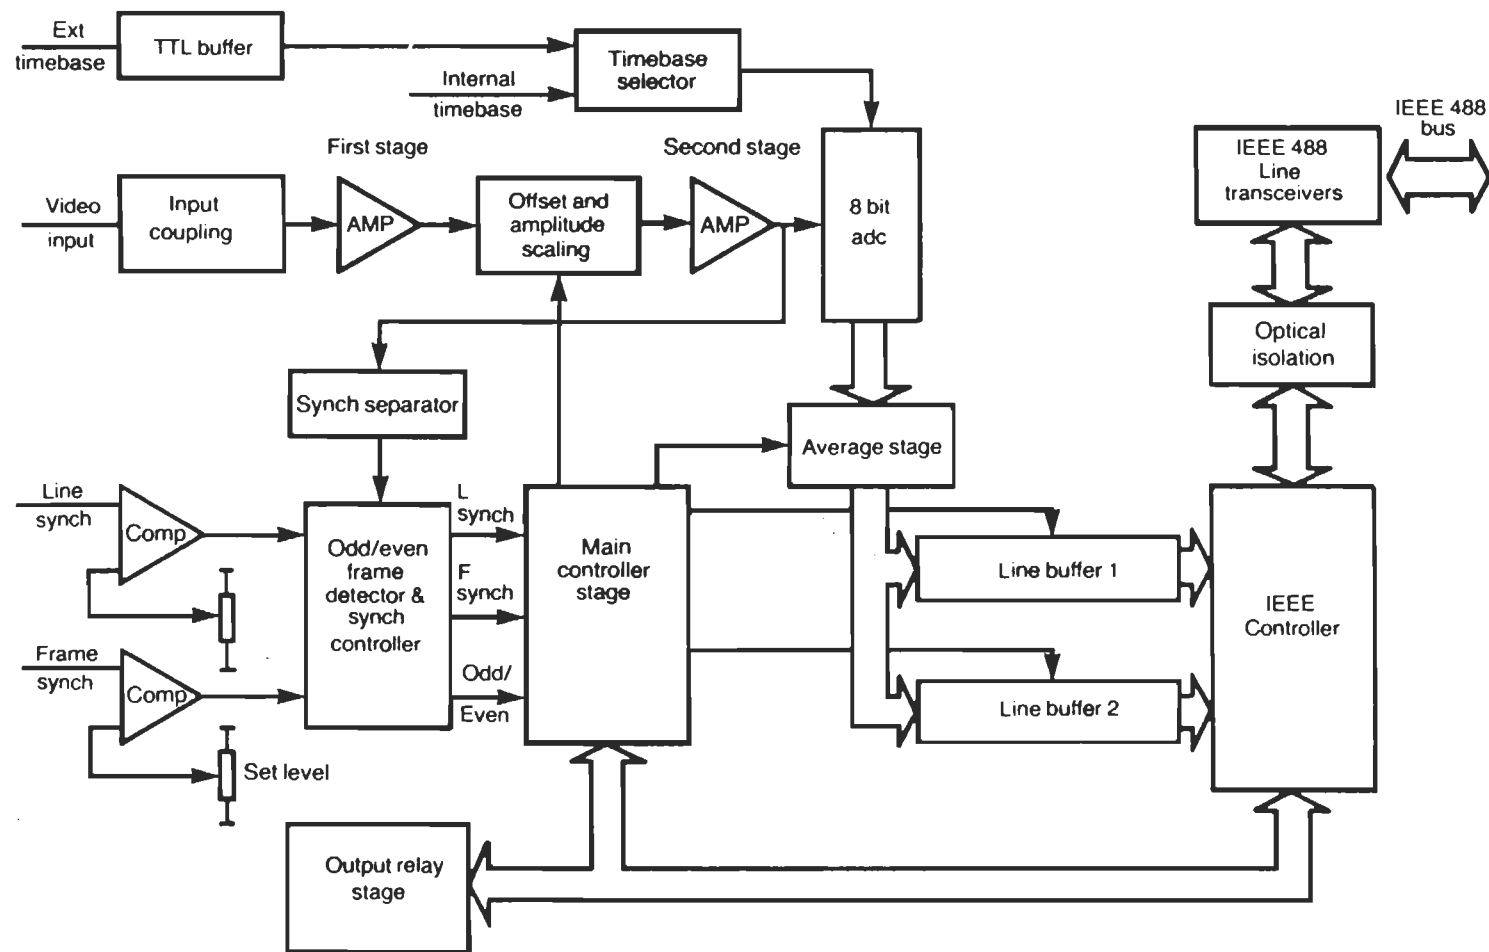 Ext
timebase
TTL buffer
Internal
timebase
Timebase
selector
IEEE 488
bus
IEEE 488
Line
transceivers
First stage
Second stage
Video
input
Input
coupling
AMP
Offset and
amplitude
scaling
AMP
8 bit
adc
Optical
isolation
Synch separator
Average stage
Line
synch
Comp
L
synch
Odd/even
frame
detector &
synch
controller
F
synch
Main
controller
stage
Line buffer 1
IEEE
Controller
Frame
synch
Comp
Odd/
Even
Line buffer 2
Set level
Output relay
stage